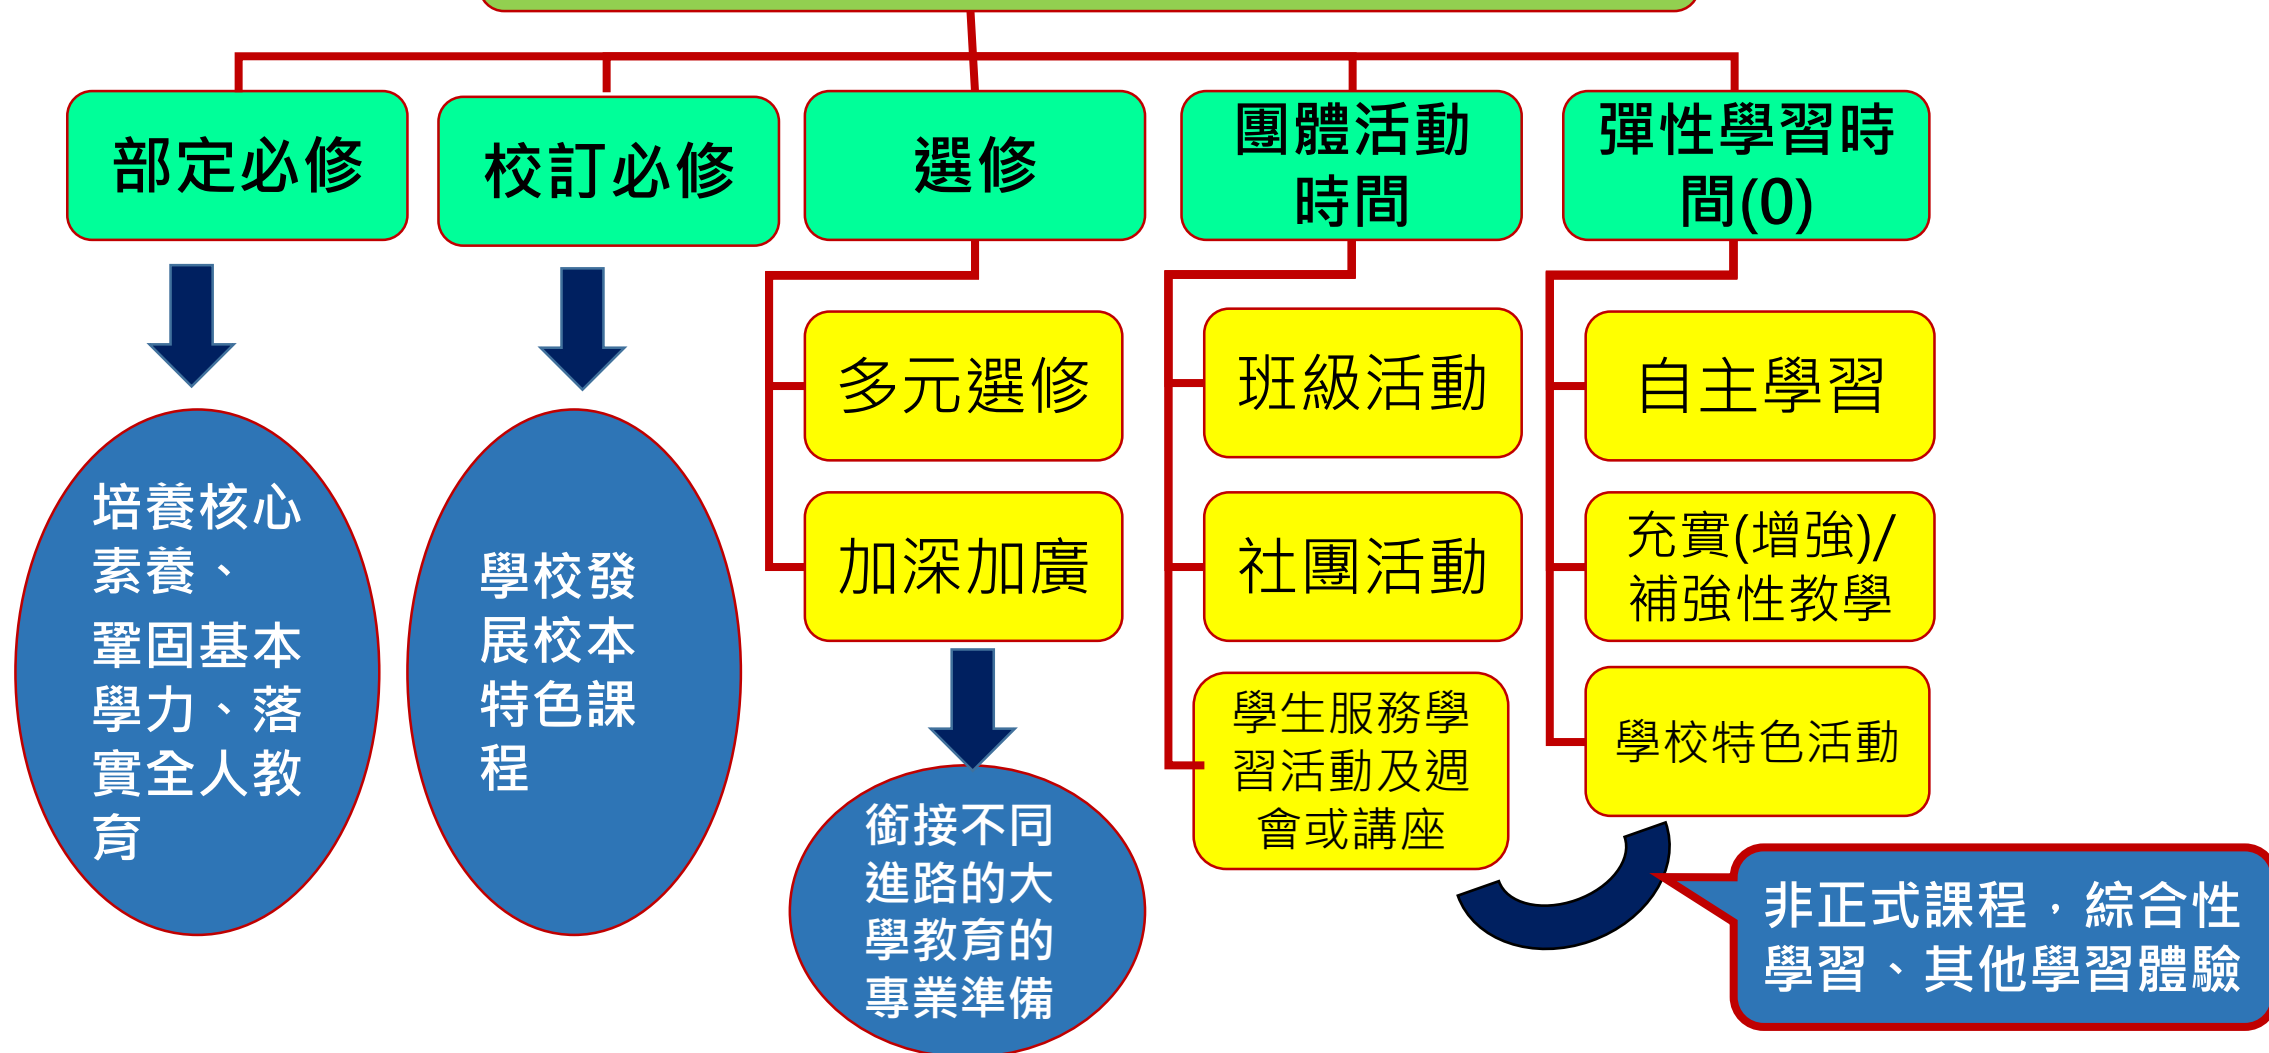 部定必修
校訂必修
選修
團體活動
時間
彈性學習時
間(0)
多元選修
加深加廣
班級活動
社團活動
學生服務學
習活動及週
會或講座
自主學習
充實(增強)/
補強性教學
學校特色活動
培養核心
素養、
鞏固基本
學力、落
實全人教
育
學校發
展校本
特色課
程
銜接不同
進路的大
學教育的
專業準備
非正式課程，綜合性
學習、其他學習體驗